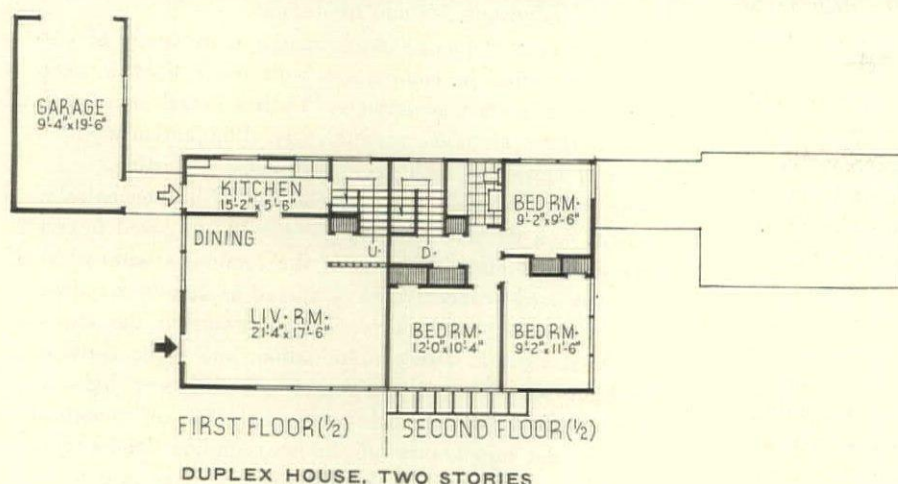 GARAGE
9'-4"x19'-6"
KITCHEN
15'-2"x5'-6"
DINING
U·
D·
LIV·RM·
21'-4"x17'-6"
BED RM·
9'-2"x9'-6"
BED RM·
12'-0"x10'-4"
BED RM·
9'-2"x11'-6"
FIRST FLOOR (½)
SECOND FLOOR (½)
DUPLEX HOUSE, TWO STORIES